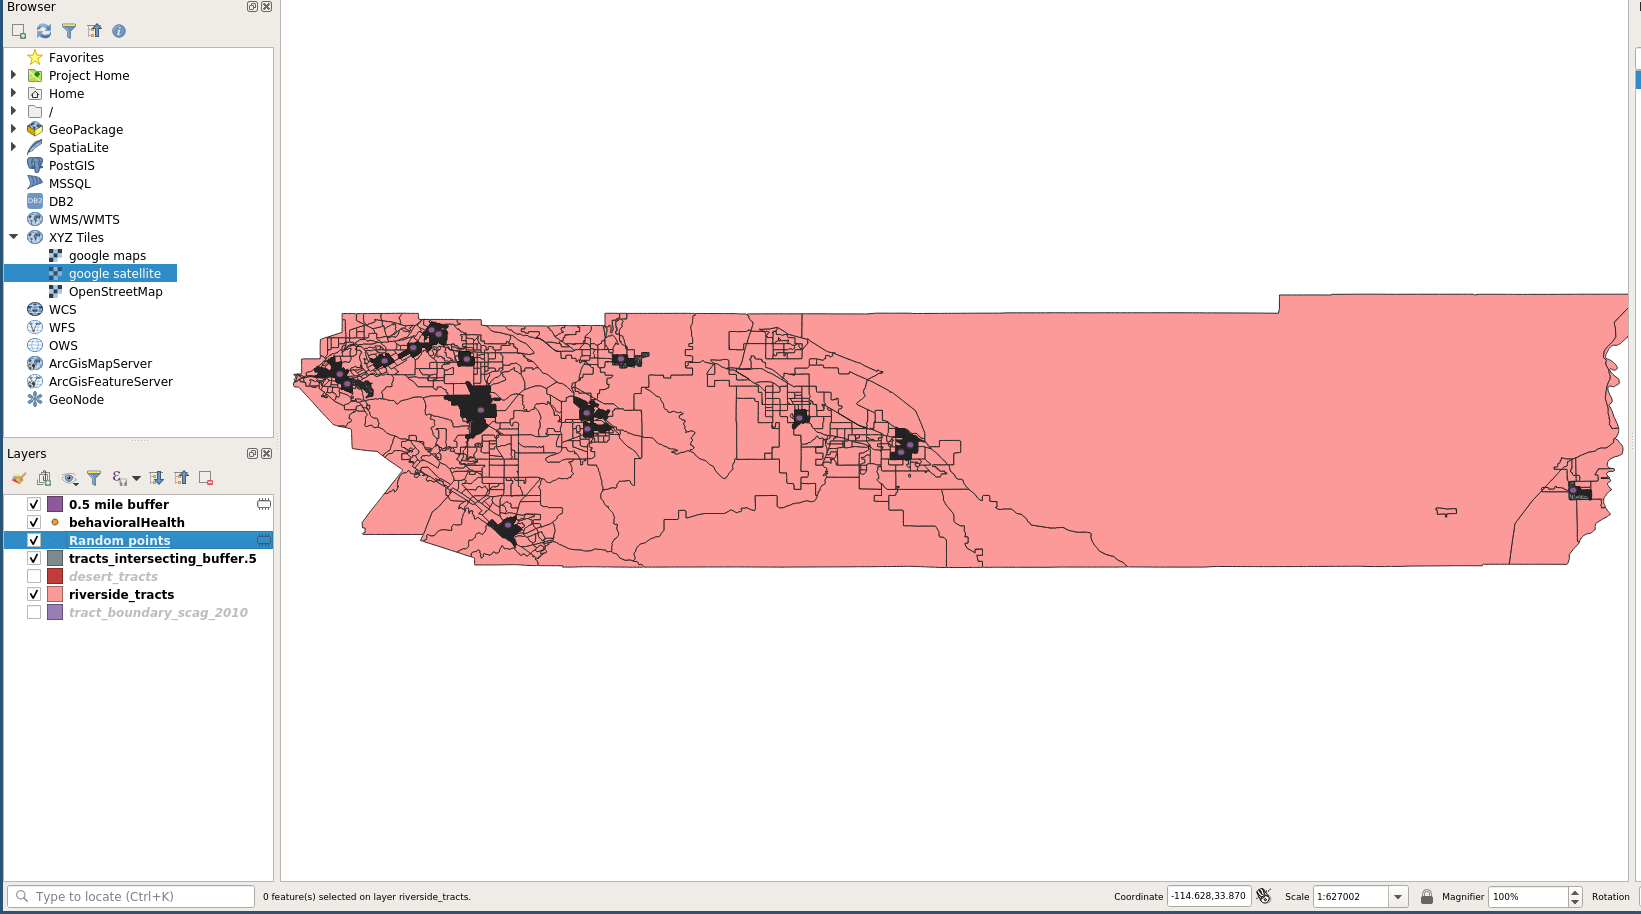 Browser
Favorites
Project Home
Home
/
GeoPackage
SpatiaLite
PostGIS
MSSQL
DB2
DB2
WMS/WMTS
XYZ Tiles
google maps
google satellite
OpenStreetMap
WCS
WFS
OWS
ArcGisMapServer
ArcGisFeatureServer
GeoNode
Layers
0.5 mile buffer
behavioralHealth
Random points
tracts_intersecting_buffer.5
desert_tracts
riverside_tracts
tract_boundary_scag_2010
Type to locate (Ctrl+K)
0 feature(s) selected on layer riverside_tracts.
Coordinate -114.628,33.870
Scale 1:627002
Magnifier 100%
Rotation